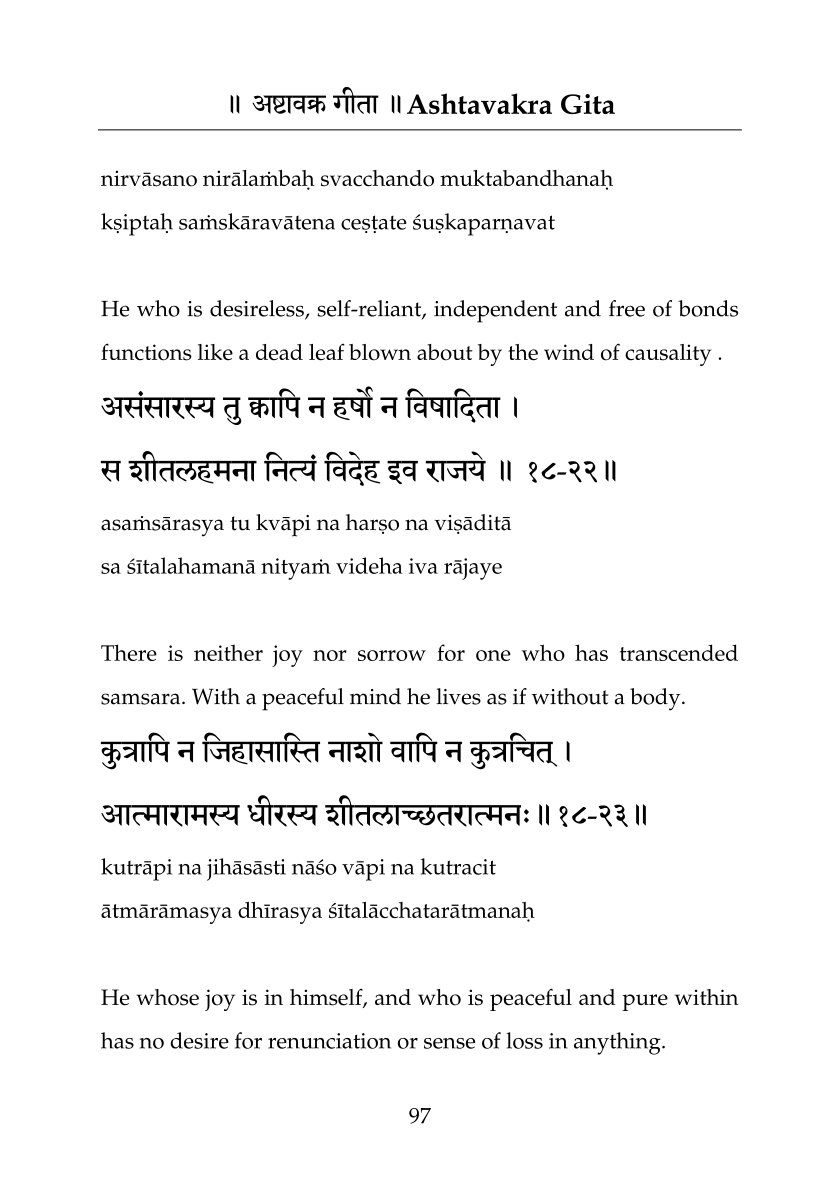 ॥ अष्टावक्र गीता ॥ Ashtavakra Gita
nirvāsano nirālaṁbaḥ svacchando muktabandhanaḥ
kṣiptaḥ saṁskāravātena ceṣṭate śuṣkaparṇavat
He who is desireless, self-reliant, independent and free of bonds
functions like a dead leaf blown about by the wind of causality .
असंसारस्य तु क्वापि न हर्षो न विषादिता ।
स शीतलहमना नित्यं विदेह इव राजये ॥ १८-२२॥
asaṁsārasya tu kvāpi na harṣo na viṣāditā
sa śītalahamanā nityaṁ videha iva rājaye
There is neither joy nor sorrow for one who has transcended
samsara. With a peaceful mind he lives as if without a body.
कुत्रापि न जिहासास्ति नाशो वापि न कुत्रचित् ।
आत्मारामस्य धीरस्य शीतलाच्छतरात्मनः॥ १८-२३॥
kutrāpi na jihāsāsti nāśo vāpi na kutracit
ātmārāmasya dhīrasya śītalācchatarātmanaḥ
He whose joy is in himself, and who is peaceful and pure within
has no desire for renunciation or sense of loss in anything.
97